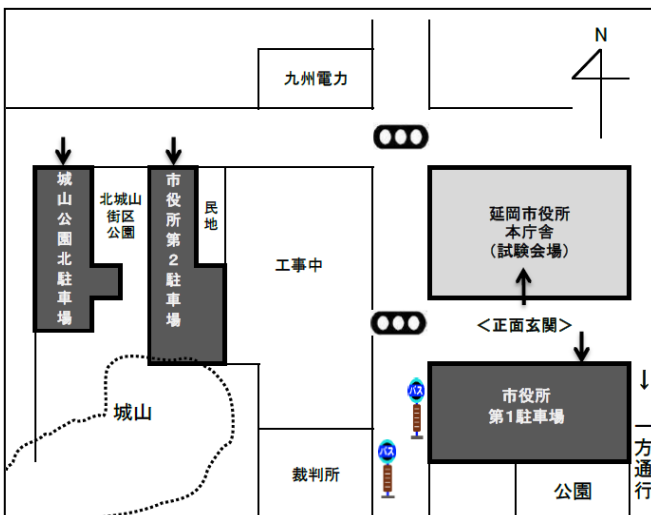 九州電力
N
城山公園北駐車場
北城山
街区
公園
市役所第2駐車場
民地
工事中
延岡市役所
本庁舎
(試験会場)
<正面玄関>
バス
市役所
第1駐車場
↓一方通行
城山
バス
裁判所
公園